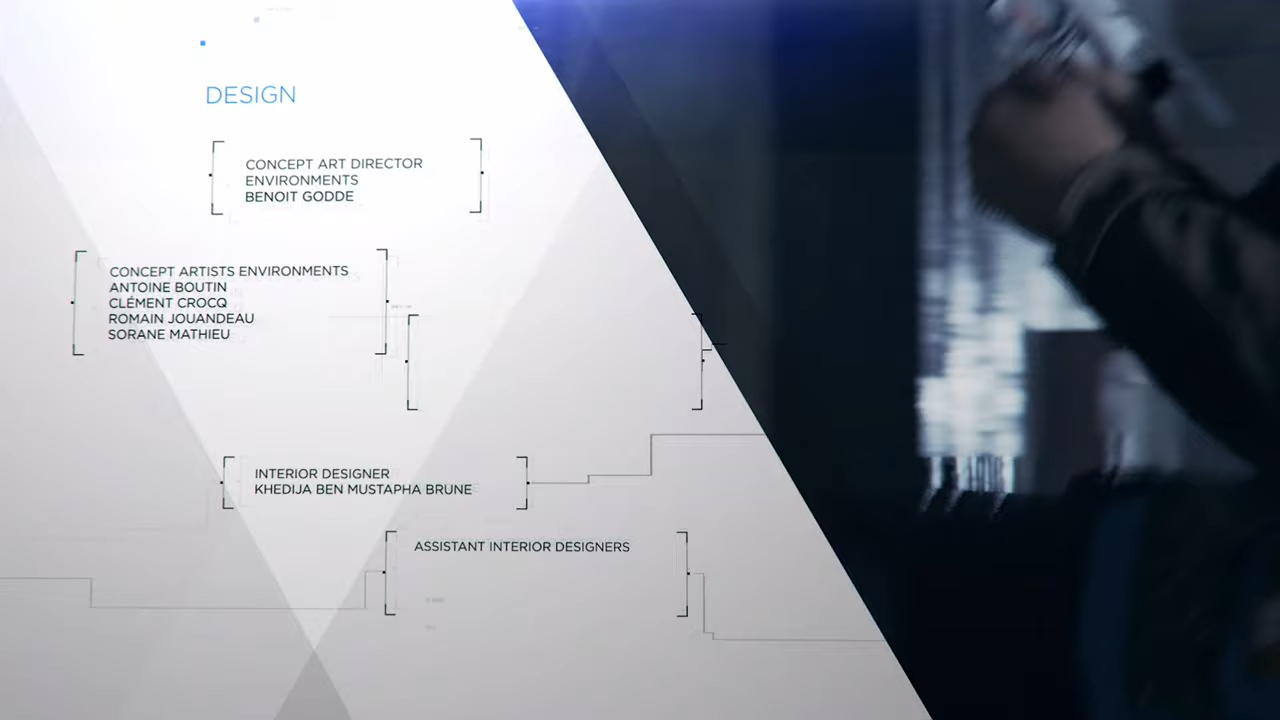 DESIGN
CONCEPT ART DIRECTOR
ENVIRONMENTS
BENOIT GODDE
CONCEPT ARTISTS ENVIRONMENTS
ANTOINE BOUTIN
CLÉMENT CROCQ
ROMAIN JOUANDEAU
SORANE MATHIEU
INTERIOR DESIGNER
KHEDIJA BEN MUSTAPHA BRUNE
ASSISTANT INTERIOR DESIGNERS